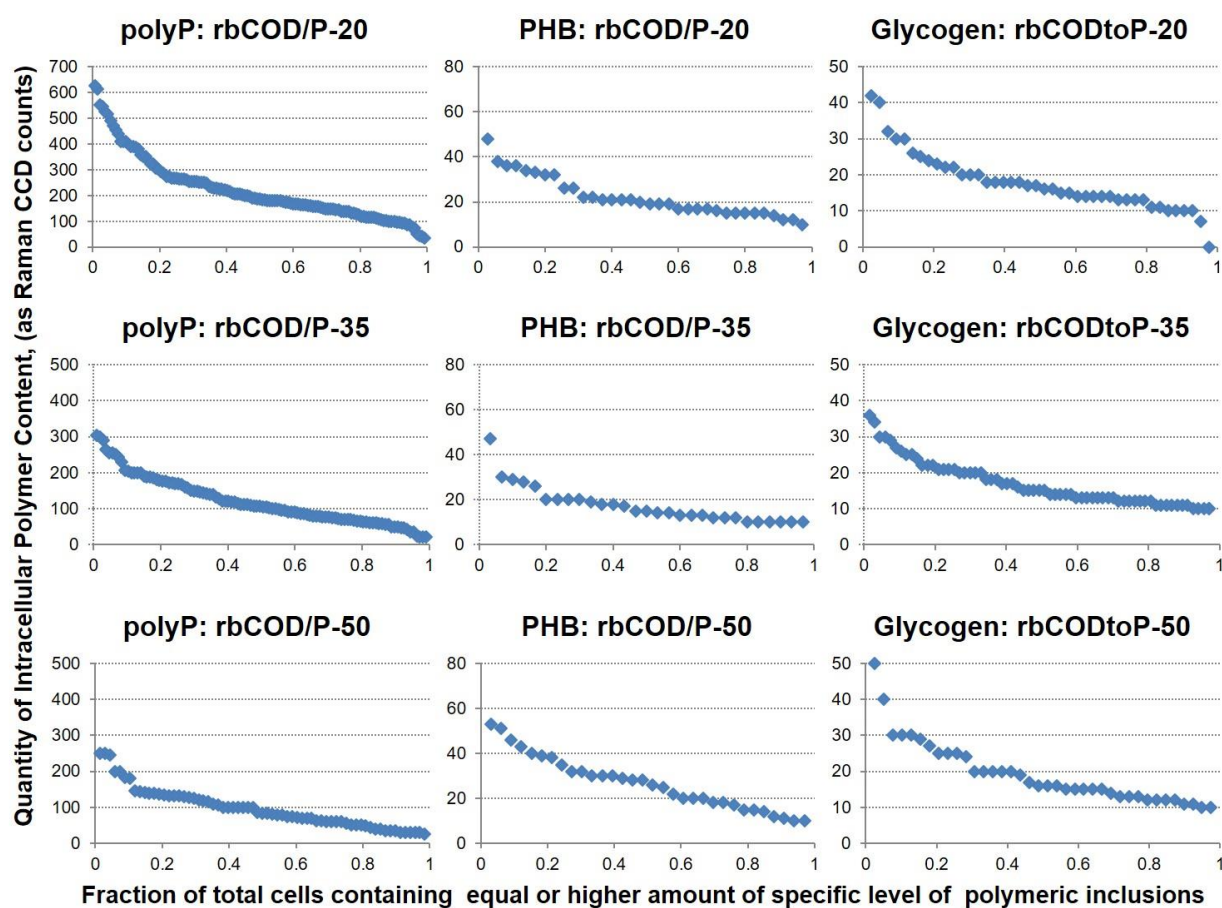 polyP: rbCOD/P-20
PHB: rbCOD/P-20
Glycogen: rbCODtoP-20
700
600
500
400
300
200
100
0
0 0.2 0.4 0.6 0.8 1
80
60
40
20
0
0 0.2 0.4 0.6 0.8 1
50
40
30
20
10
0
0 0.2 0.4 0.6 0.8 1
polyP: rbCOD/P-35
PHB: rbCOD/P-35
Glycogen: rbCODtoP-35
500
400
300
200
100
0
0 0.2 0.4 0.6 0.8 1
80
60
40
20
0
0 0.2 0.4 0.6 0.8 1
50
40
30
20
10
0
0 0.2 0.4 0.6 0.8 1
polyP: rbCOD/P-50
PHB: rbCOD/P-50
Glycogen: rbCODtoP-50
500
400
300
200
100
0
0 0.2 0.4 0.6 0.8 1
80
60
40
20
0
0 0.2 0.4 0.6 0.8 1
50
40
30
20
10
0
0 0.2 0.4 0.6 0.8 1
Quantity of Intracellular Polymer Content, (as Raman CCD counts)
Fraction of total cells containing equal or higher amount of specific level of polymeric inclusions